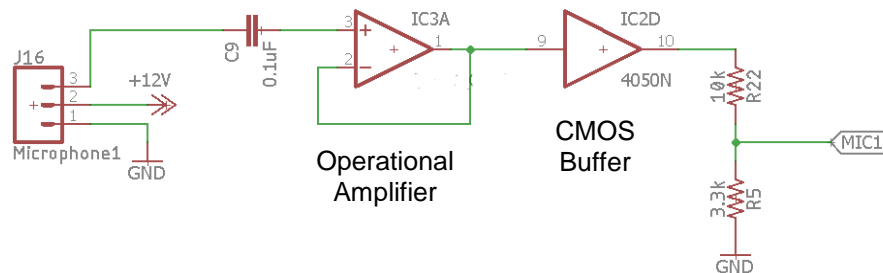 J16
3
2
1
Microphone1
+12V
GND
C9
0.1uF
3
2
IC3A
1
Operational
Amplifier
9
IC2D
10
4050N
CMOS
Buffer
10k
R22
MIC1
3.3k
R5
GND